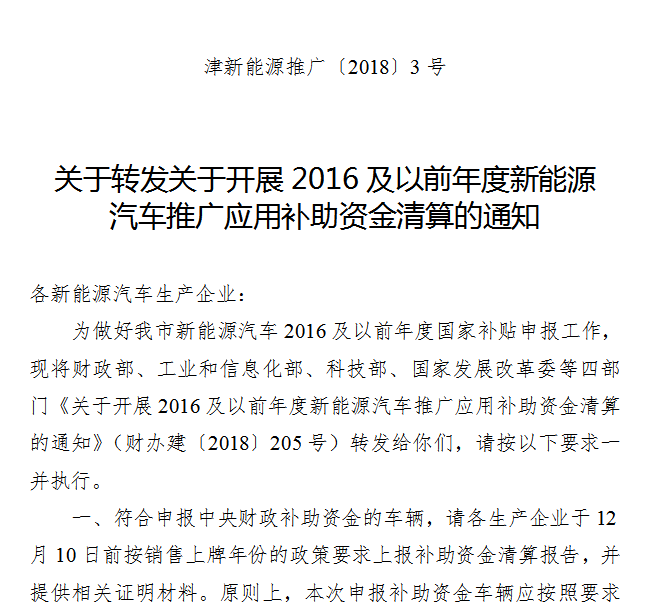 津新能源推广〔2018〕3 号
关于转发关于开展 2016 及以前年度新能源
汽车推广应用补助资金清算的通知
各新能源汽车生产企业：
为做好我市新能源汽车 2016 及以前年度国家补贴申报工作，
现将财政部、工业和信息化部、科技部、国家发展改革委等四部
门《关于开展 2016 及以前年度新能源汽车推广应用补助资金清算
的通知》（财办建〔2018〕205 号）转发给你们，请按以下要求一
并执行。
一、符合申报中央财政补助资金的车辆，请各生产企业于 12
月 10 日前按销售上牌年份的政策要求上报补助资金清算报告，并
提供相关证明材料。原则上，本次申报补助资金车辆应按照要求